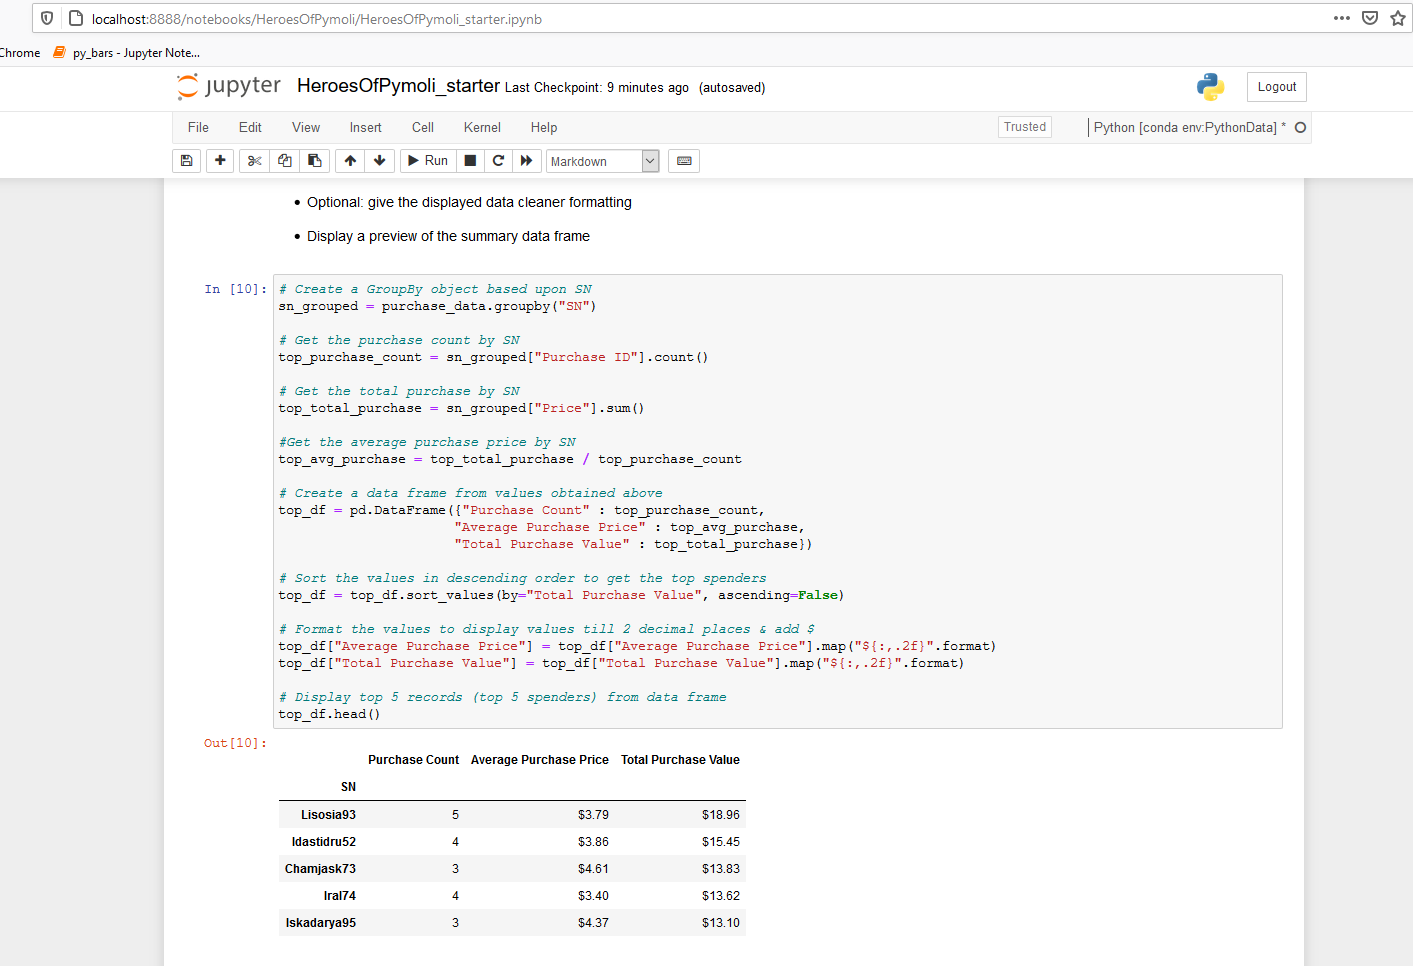 localhost:8888/notebooks/HeroesOfPymoli/HeroesOfPymoli_starter.ipynb
Chrome py_bars - Jupyter Note...
jupyter HeroesOfPymoli_starter Last Checkpoint: 9 minutes ago (autosaved) Logout
File Edit View Insert Cell Kernel Help Trusted Python [conda env:PythonData] *
Run Markdown
• Optional: give the displayed data cleaner formatting
• Display a preview of the summary data frame
In [10]: # Create a GroupBy object based upon SN
sn_grouped = purchase_data.groupby("SN")
# Get the purchase count by SN
top_purchase_count = sn_grouped["Purchase ID"].count()
# Get the total purchase by SN
top_total_purchase = sn_grouped["Price"].sum()
#Get the average purchase price by SN
top_avg_purchase = top_total_purchase / top_purchase_count
# Create a data frame from values obtained above
top_df = pd.DataFrame({"Purchase Count" : top_purchase_count,
"Average Purchase Price" : top_avg_purchase,
"Total Purchase Value" : top_total_purchase})
# Sort the values in descending order to get the top spenders
top_df = top_df.sort_values(by="Total Purchase Value", ascending=False)
# Format the values to display values till 2 decimal places & add $
top_df["Average Purchase Price"] = top_df["Average Purchase Price"].map("${:,.2f}".format)
top_df["Total Purchase Value"] = top_df["Total Purchase Value"].map("${:,.2f}".format)
# Display top 5 records (top 5 spenders) from data frame
top_df.head()
Out[10]:
Purchase Count Average Purchase Price Total Purchase Value
SN
Lisosia93 5 $3.79 $18.96
Idastidru52 4 $3.86 $15.45
Chamjask73 3 $4.61 $13.83
Iral74 4 $3.40 $13.62
Iskadarya95 3 $4.37 $13.10